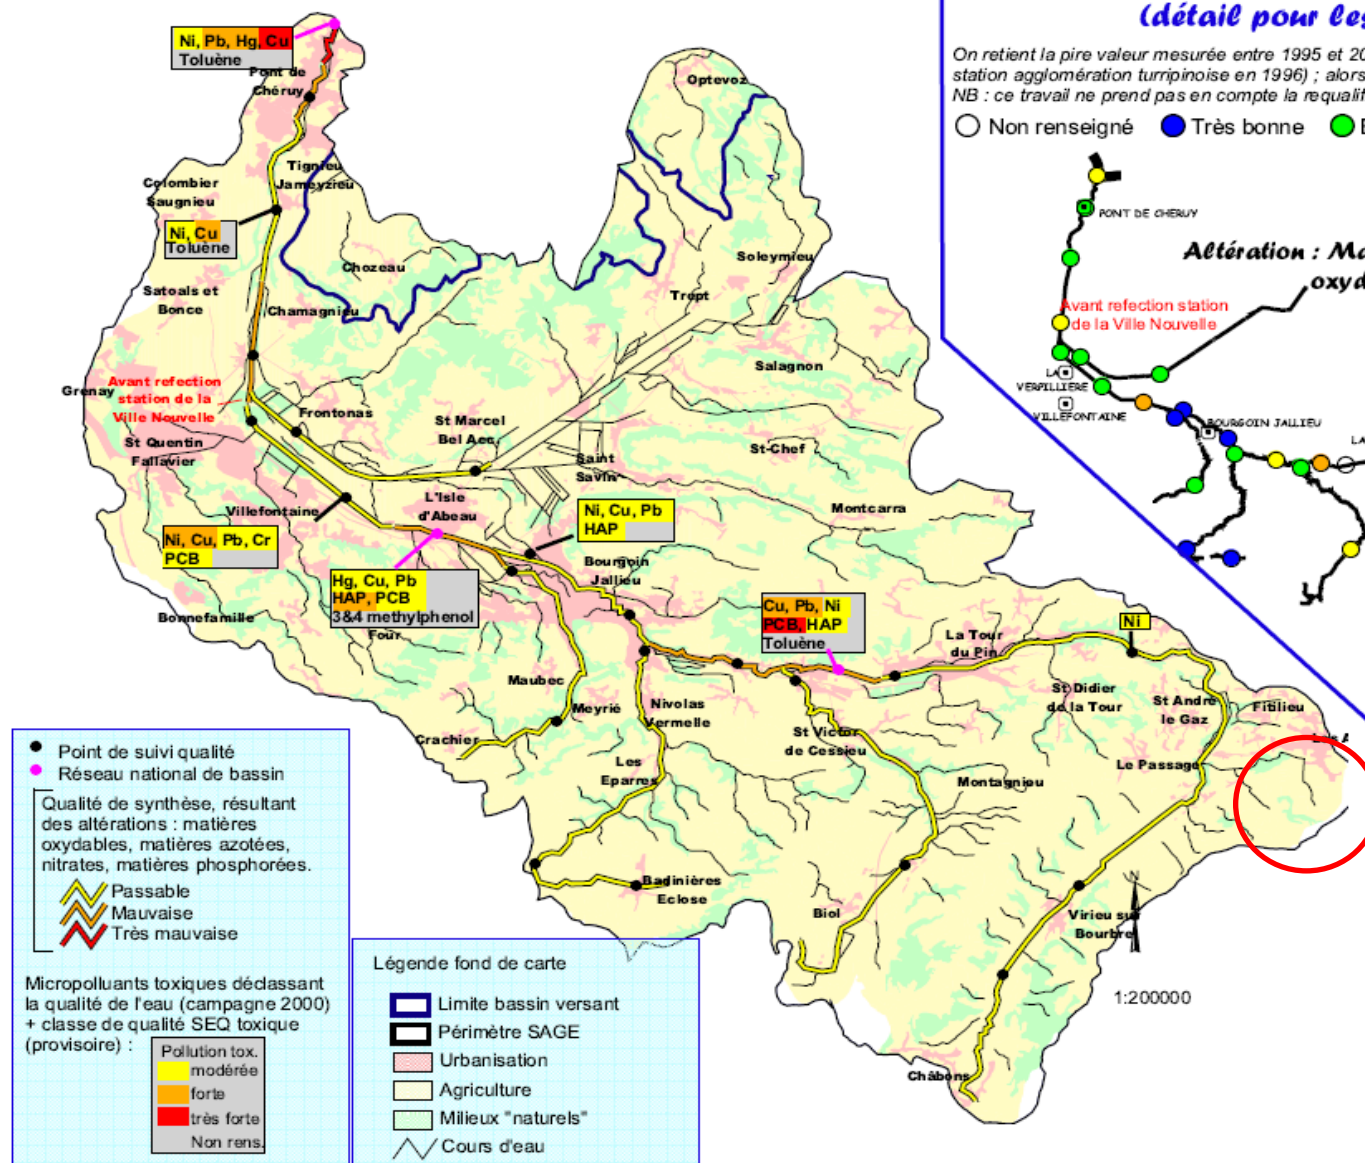 (détail pour les
On retient la pire valeur mesurée entre 1995 et 20
station agglomération turripinoise en 1996) ; alors
NB : ce travail ne prend pas en compte la requalif
Non renseigné
Très bonne
PONT DE CHERUY
Altération : Ma
oxyd
Avant refection station
de la Ville Nouvelle
LA
VERPILLIERE
VILLEFONTAINE
BOURGOIN JALLIEU
LA
Ni, Pb, Hg, Cu
Toluène
Pont de
Chéruy
Optevoz
Tignieu
Jameyzieu
Colombier
Saugnieu
Ni, Cu
Toluène
Chozeau
Soleymieu
Satoals et
Bonce
Trept
Chamagnieu
Salagnon
Grenay
Avant refection
station de la
Ville Nouvelle
Frontonas
St Marcel
Bel Acc.
St Quentin
Fallavier
St-Chef
Saint
Savin
L'Isle
d'Abeau
Villefontaine
Ni, Cu, Pb
HAP
Montcarra
Ni, Cu, Pb, Cr
PCB
Bourgoin
Jallieu
Hg, Cu, Pb
HAP, PCB
3&4 methylphenol
Four
Bonnefamille
Cu, Pb, Ni
PCB, HAP
Toluène
Ni
La Tour
du Pin
Maubec
St Didier
de la Tour
St André
le Gaz
Fitilieu
Meyrié
Nivolas
Vermelle
Crachier
St Victor
de Cessieu
Les A
Les
Eparres
Le Passage
Montagnieu
Badinières
Eclose
Biol
Virieu sur
Bourbre
Châbons
1:200000
Point de suivi qualité
Réseau national de bassin
Qualité de synthèse, résultant
des altérations : matières
oxydables, matières azotées,
nitrates, matières phosphorées.
Passable
Mauvaise
Très mauvaise
Micropolluants toxiques déclassant
la qualité de l'eau (campagne 2000)
+ classe de qualité SEQ toxique
(provisoire) :
Pollution tox.
modérée
forte
très forte
Non rens.
Légende fond de carte
Limite bassin versant
Périmètre SAGE
Urbanisation
Agriculture
Milieux "naturels"
Cours d'eau